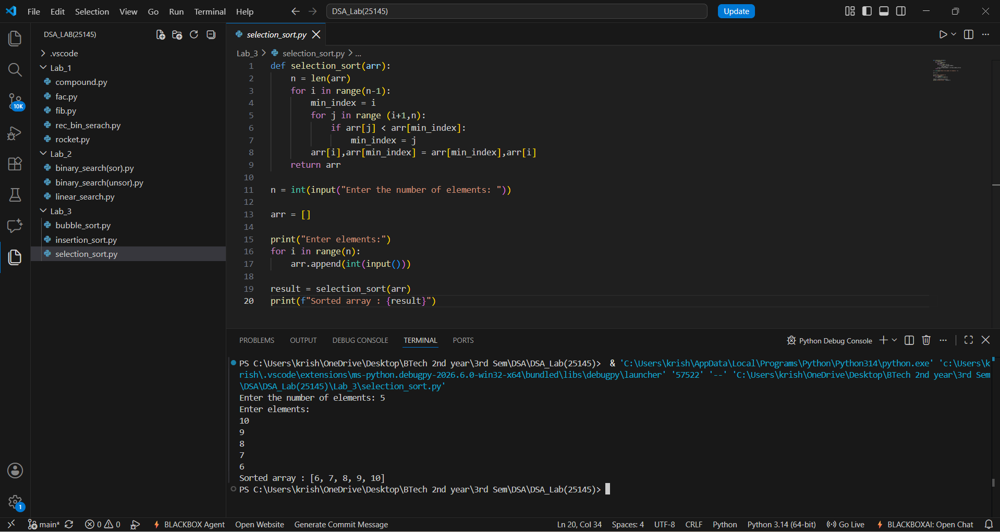 File Edit Selection View Go Run Terminal Help
DSA_Lab(25145)
Update
DSA_LAB(25145)
.vscode
Lab_1
compound.py
fac.py
fib.py
rec_bin_serach.py
rocket.py
Lab_2
binary_search(sor).py
binary_search(unsor).py
linear_search.py
Lab_3
bubble_sort.py
insertion_sort.py
selection_sort.py
10K
1
selection_sort.py
Lab_3 > selection_sort.py > ...
1 def selection_sort(arr):
2     n = len(arr)
3     for i in range(n-1):
4         min_index = i
5         for j in range (i+1,n):
6             if arr[j] < arr[min_index]:
7                 min_index = j
8         arr[i],arr[min_index] = arr[min_index],arr[i]
9     return arr
10
11 n = int(input("Enter the number of elements: "))
12
13 arr = []
14
15 print("Enter elements:")
16 for i in range(n):
17     arr.append(int(input()))
18
19 result = selection_sort(arr)
20 print(f"Sorted array : {result}")
PROBLEMS OUTPUT DEBUG CONSOLE TERMINAL PORTS
Python Debug Console
PS C:\Users\krish\OneDrive\Desktop\BTech 2nd year\3rd Sem\DSA\DSA_Lab(25145)>  & 'C:\Users\krish\AppData\Local\Programs\Python\Python314\python.exe' 'c:\Users\k
rish\.vscode\extensions\ms-python.debugpy-2026.6.0-win32-x64\bundled\libs\debugpy\launcher' '57522' '--' 'C:\Users\krish\OneDrive\Desktop\BTech 2nd year\3rd Sem
\DSA\DSA_Lab(25145)\Lab_3\selection_sort.py'
Enter the number of elements: 5
Enter elements:
10
9
8
7
6
Sorted array : [6, 7, 8, 9, 10]
PS C:\Users\krish\OneDrive\Desktop\BTech 2nd year\3rd Sem\DSA\DSA_Lab(25145)>
main* 0 0 BLACKBOX Agent Open Website Generate Commit Message Ln 20, Col 34 Spaces: 4 UTF-8 CRLF Python Python 3.14 (64-bit) Go Live BLACKBOXAI: Open Chat